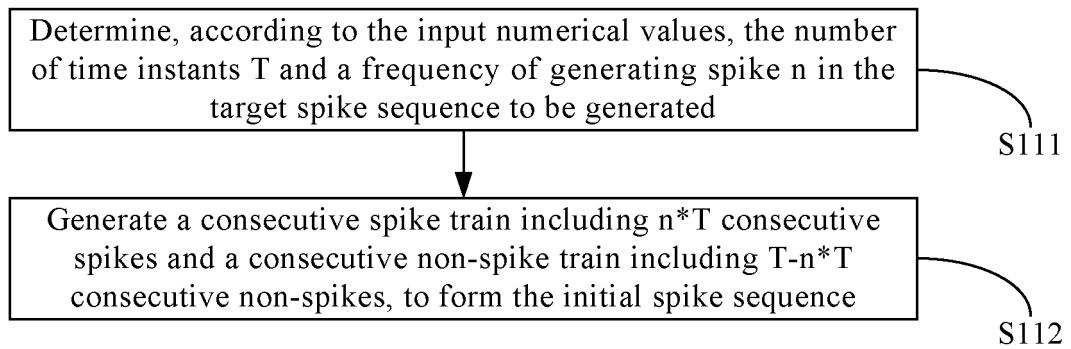 Determine, according to the input numerical values, the number
of time instants T and a frequency of generating spike n in the
target spike sequence to be generated
S111
Generate a consecutive spike train including n*T consecutive
spikes and a consecutive non-spike train including T-n*T
consecutive non-spikes, to form the initial spike sequence
S112